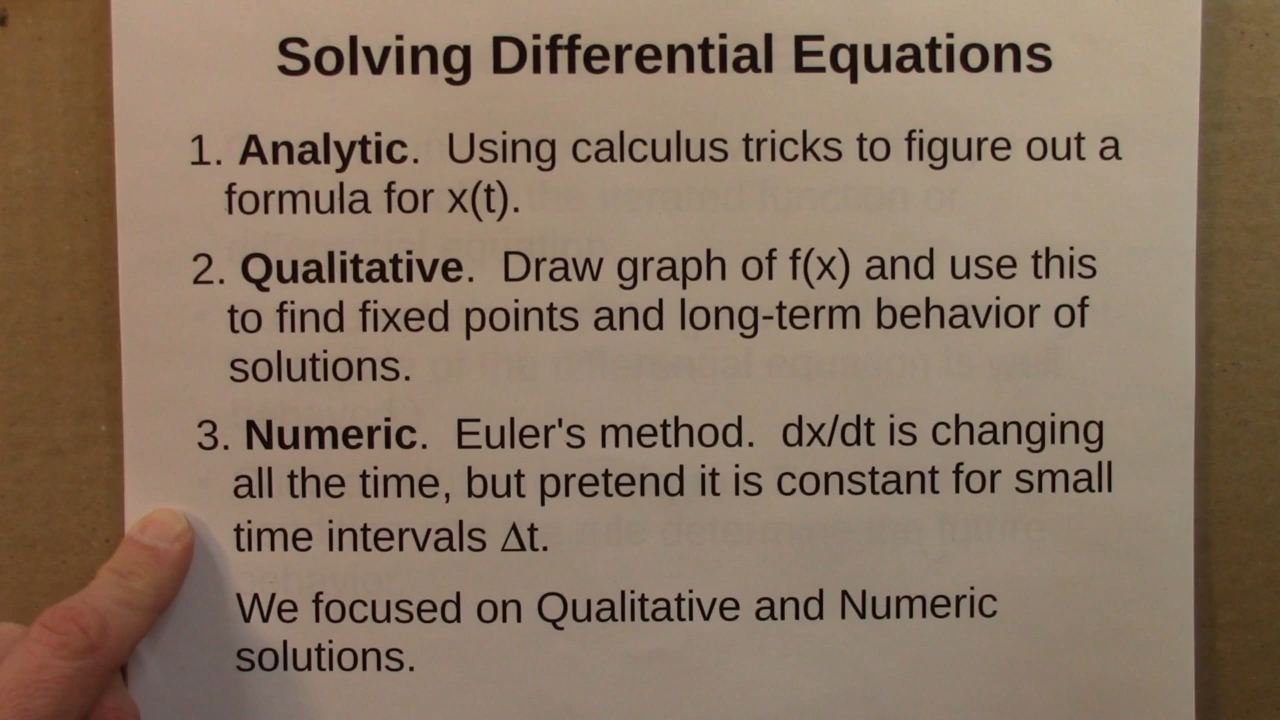 Solving Differential Equations
1. Analytic. Using calculus tricks to figure out a
formula for x(t).
2. Qualitative. Draw graph of f(x) and use this
to find fixed points and long-term behavior of
solutions.
3. Numeric. Euler's method. dx/dt is changing
all the time, but pretend it is constant for small
time intervals Δt.
We focused on Qualitative and Numeric
solutions.